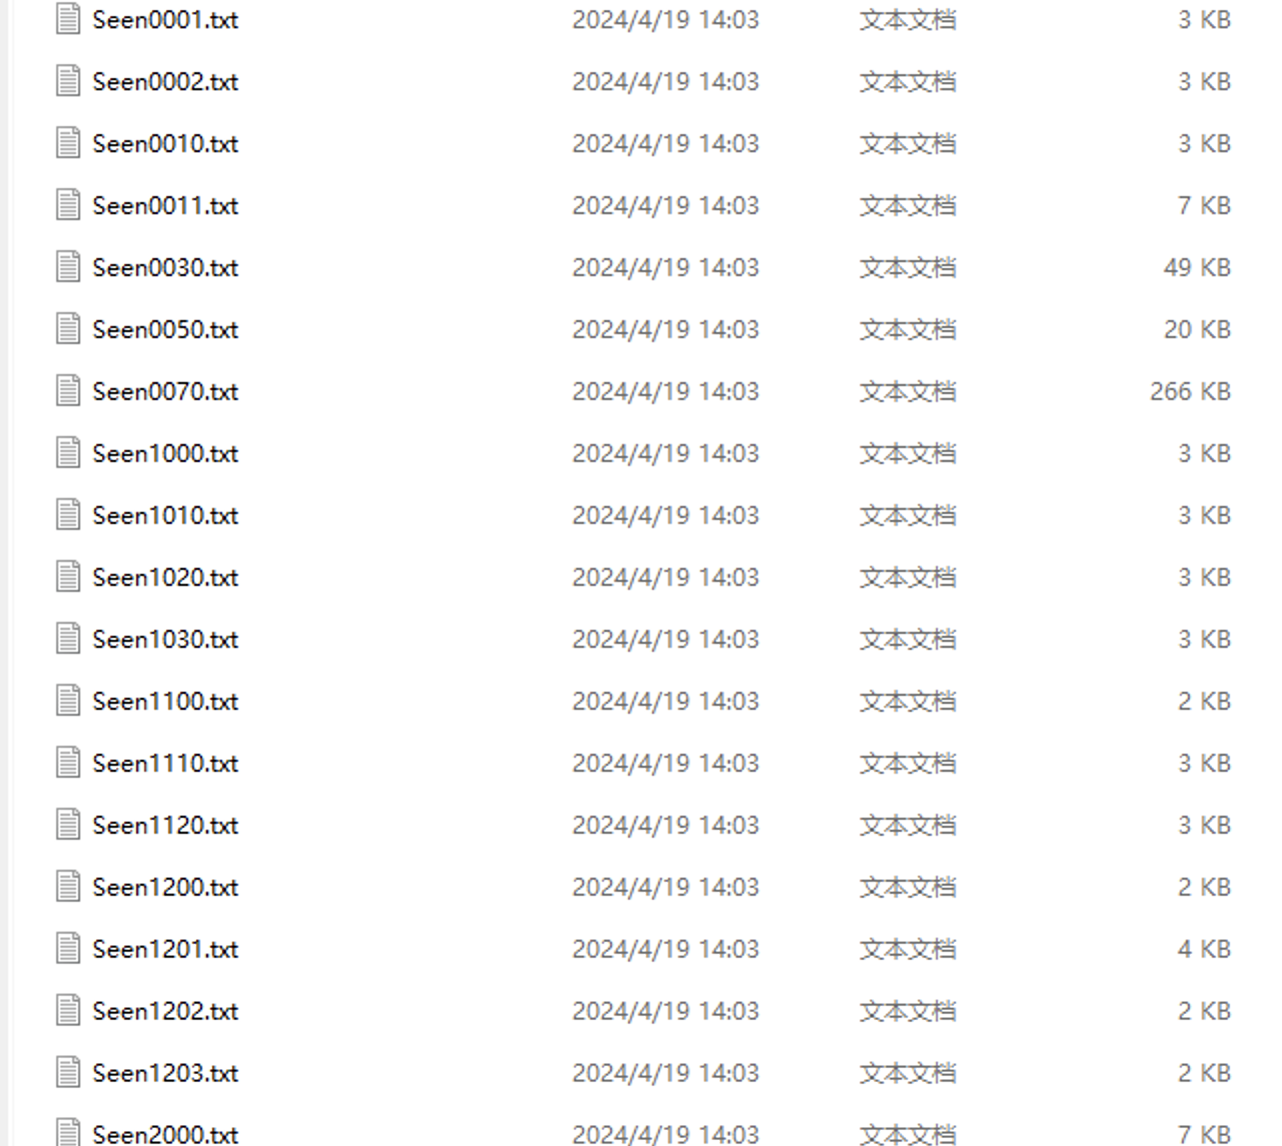 Seen0001.txt 2024/4/19 14:03 文本文档 3 KB
Seen0002.txt 2024/4/19 14:03 文本文档 3 KB
Seen0010.txt 2024/4/19 14:03 文本文档 3 KB
Seen0011.txt 2024/4/19 14:03 文本文档 7 KB
Seen0030.txt 2024/4/19 14:03 文本文档 49 KB
Seen0050.txt 2024/4/19 14:03 文本文档 20 KB
Seen0070.txt 2024/4/19 14:03 文本文档 266 KB
Seen1000.txt 2024/4/19 14:03 文本文档 3 KB
Seen1010.txt 2024/4/19 14:03 文本文档 3 KB
Seen1020.txt 2024/4/19 14:03 文本文档 3 KB
Seen1030.txt 2024/4/19 14:03 文本文档 3 KB
Seen1100.txt 2024/4/19 14:03 文本文档 2 KB
Seen1110.txt 2024/4/19 14:03 文本文档 3 KB
Seen1120.txt 2024/4/19 14:03 文本文档 3 KB
Seen1200.txt 2024/4/19 14:03 文本文档 2 KB
Seen1201.txt 2024/4/19 14:03 文本文档 4 KB
Seen1202.txt 2024/4/19 14:03 文本文档 2 KB
Seen1203.txt 2024/4/19 14:03 文本文档 2 KB
Seen2000.txt 2024/4/19 14:03 文本文档 7 KB